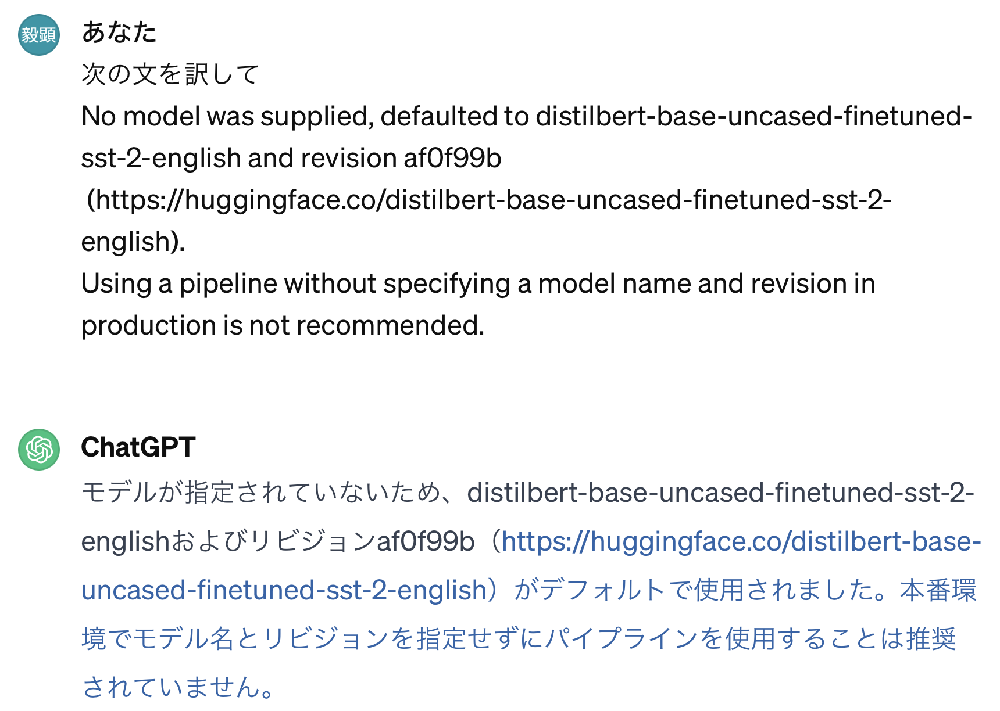 毅顕
あなた
次の文を訳して
No model was supplied, defaulted to distilbert-base-uncased-finetuned-
sst-2-english and revision af0f99b
(https://huggingface.co/distilbert-base-uncased-finetuned-sst-2-
english).
Using a pipeline without specifying a model name and revision in
production is not recommended.
ChatGPT
モデルが指定されていないため、distilbert-base-uncased-finetuned-sst-2-
englishおよびリビジョンaf0f99b（https://huggingface.co/distilbert-base-
uncased-finetuned-sst-2-english）がデフォルトで使用されました。本番環
境でモデル名とリビジョンを指定せずにパイプラインを使用することは推奨
されていません。